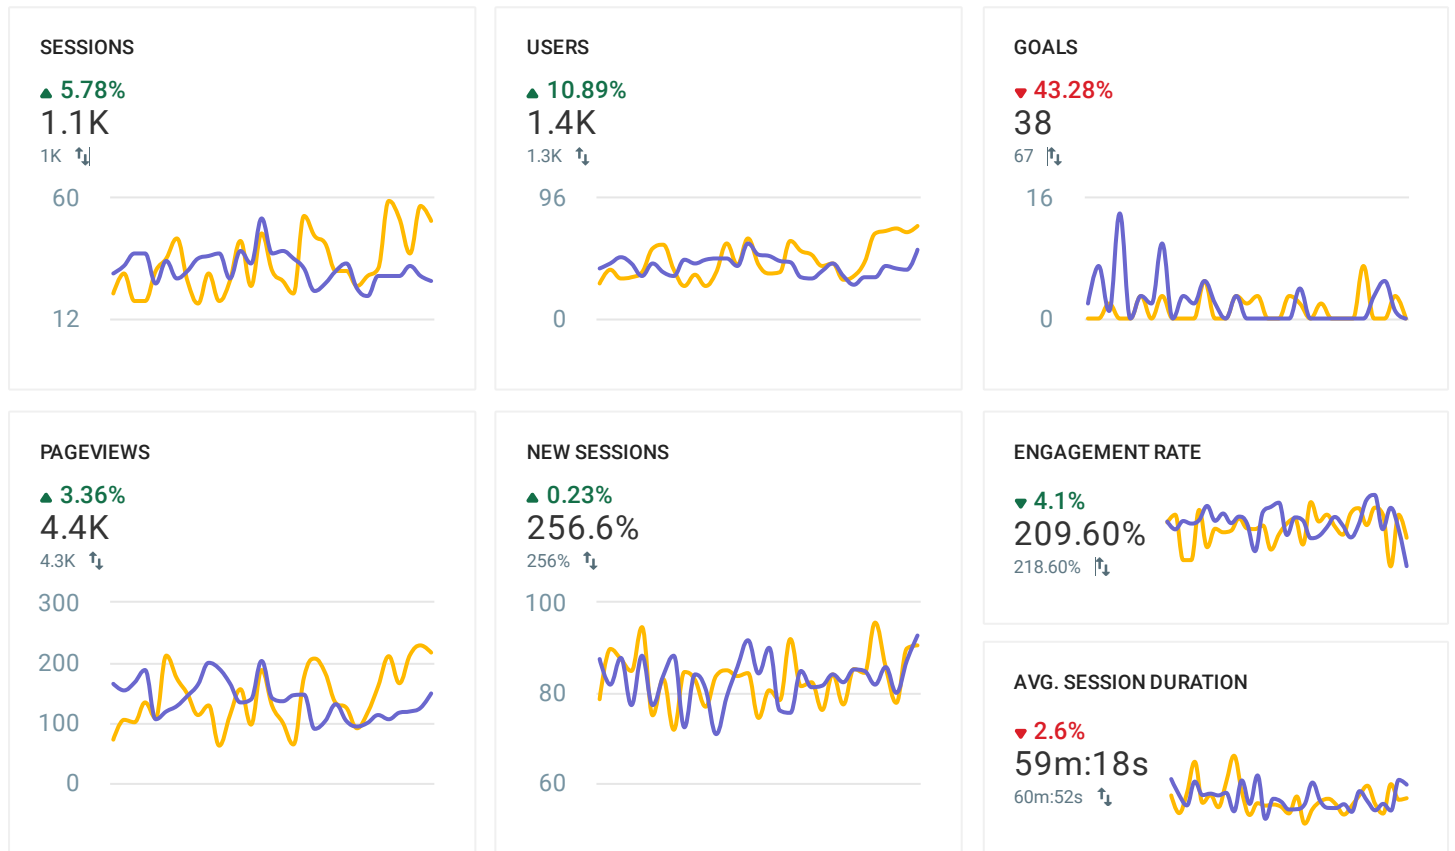 SESSIONS
5.78%
1.1K
1K
60
12
USERS
10.89%
1.4K
1.3K
96
0
GOALS
43.28%
38
67
16
0
PAGEVIEWS
3.36%
4.4K
4.3K
300
200
100
0
NEW SESSIONS
0.23%
256.6%
256%
100
80
60
ENGAGEMENT RATE
4.1%
209.60%
218.60%
AVG. SESSION DURATION
2.6%
59m:18s
60m:52s